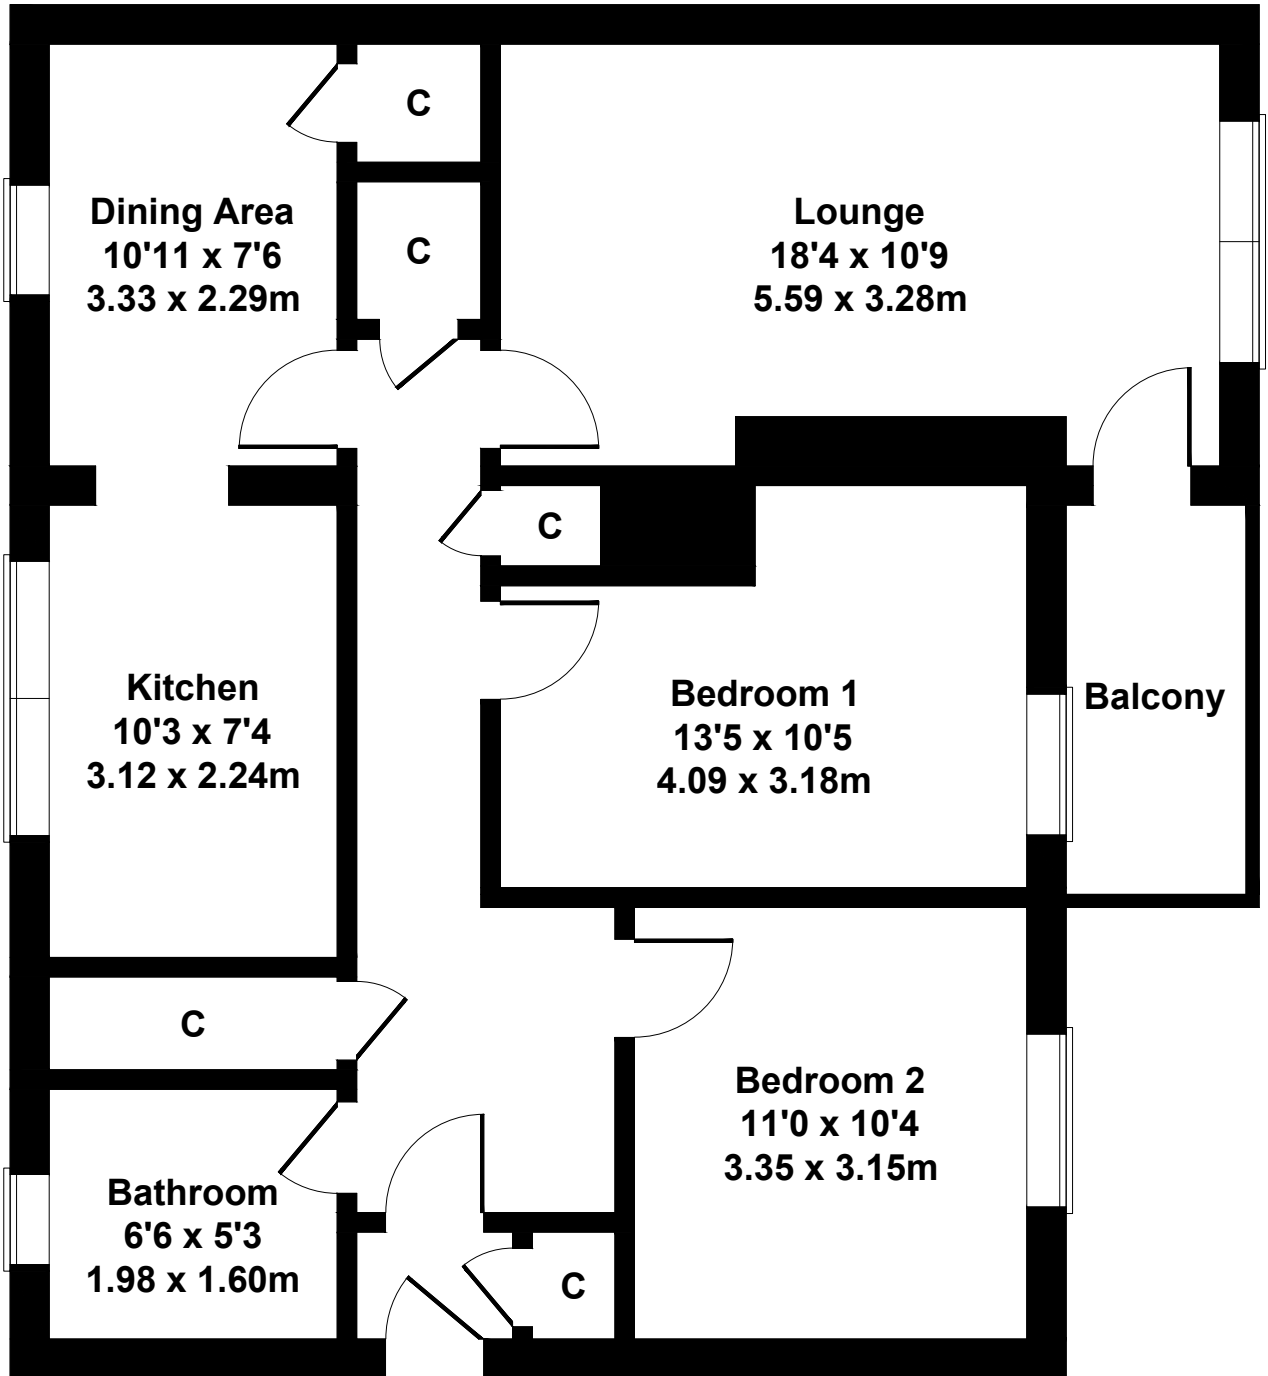 C
Dining Area
10'11 x 7'6
3.33 x 2.29m
C
Lounge
18'4 x 10'9
5.59 x 3.28m
C
Kitchen
10'3 x 7'4
3.12 x 2.24m
Bedroom 1
13'5 x 10'5
4.09 x 3.18m
Balcony
C
Bedroom 2
11'0 x 10'4
3.35 x 3.15m
Bathroom
6'6 x 5'3
1.98 x 1.60m
C